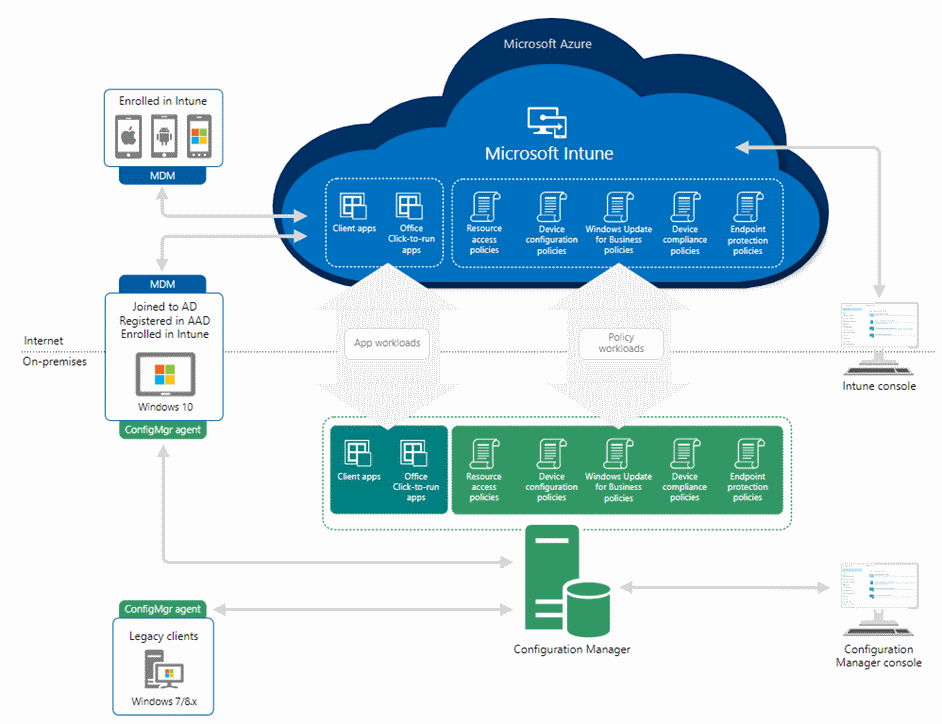 Microsoft Azure
Enrolled in Intune
MDM
Microsoft Intune
Client apps
Office
Click-to-run
apps
Resource
access
policies
Device
configuration
policies
Windows Update
for Business
policies
Device
compliance
policies
Endpoint
protection
policies
MDM
Joined to AD
Registered in AAD
Enrolled in Intune
Windows 10
ConfigMgr agent
Internet
On-premises
App workloads
Policy
workloads
Intune console
Client apps
Office
Click-to-run
apps
Resource
access
policies
Device
configuration
policies
Windows Update
for Business
policies
Device
compliance
policies
Endpoint
protection
policies
Configuration Manager
ConfigMgr agent
Legacy clients
Windows 7/8.x
Configuration
Manager console